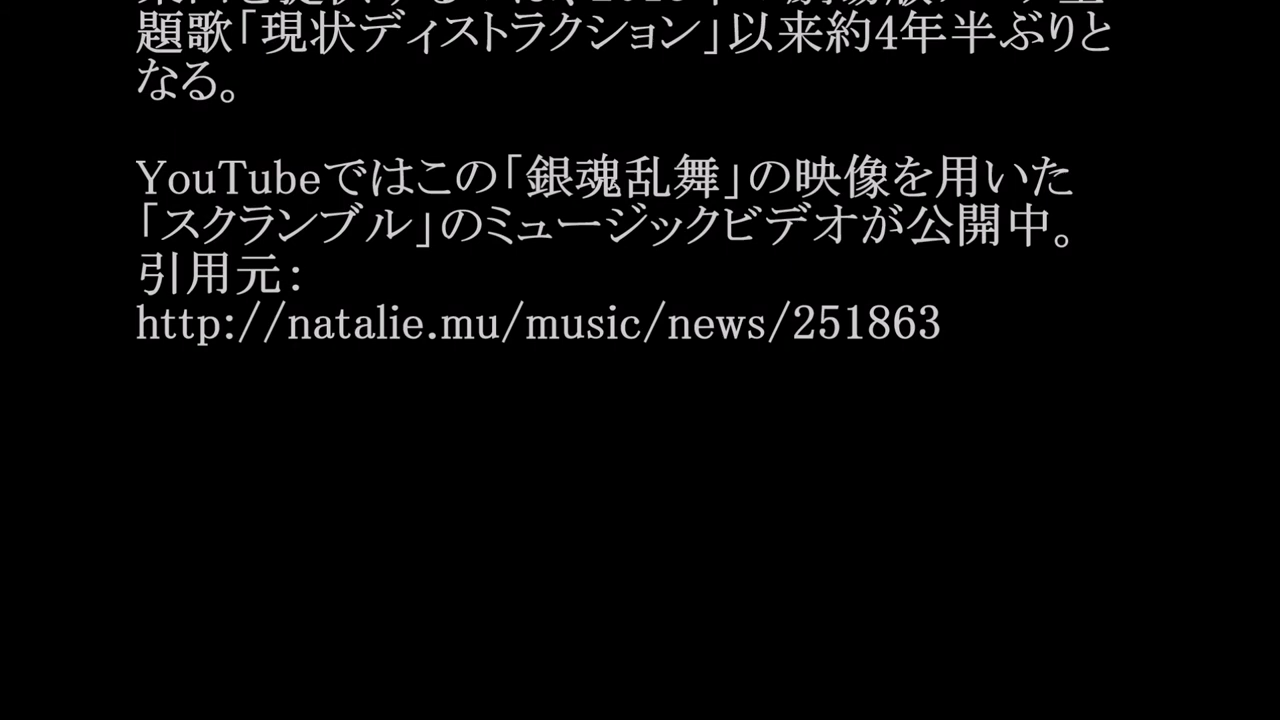 題歌「現状ディストラクション」以来約4年半ぶりと
なる。
YouTubeではこの「銀魂乱舞」の映像を用いた
「スクランブル」のミュージックビデオが公開中。
引用元：
http://natalie.mu/music/news/251863